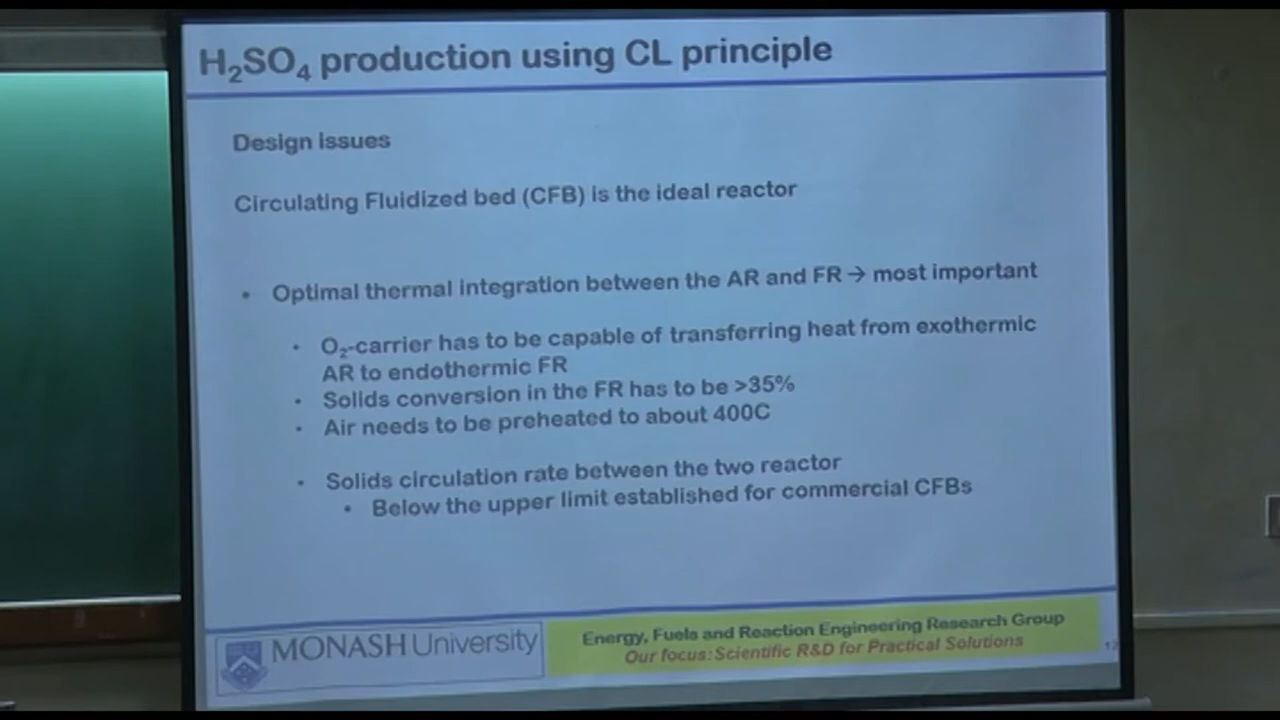 H₂SO₄ production using CL principle
Design issues
Circulating Fluidized bed (CFB) is the ideal reactor
• Optimal thermal integration between the AR and FR → most important
• O₂-carrier has to be capable of transferring heat from exothermic
AR to endothermic FR
• Solids conversion in the FR has to be >35%
• Air needs to be preheated to about 400C
• Solids circulation rate between the two reactor
• Below the upper limit established for commercial CFBs
MONASH University
Energy, Fuels and Reaction Engineering Research Group
Our focus: Scientific R&D for Practical Solutions